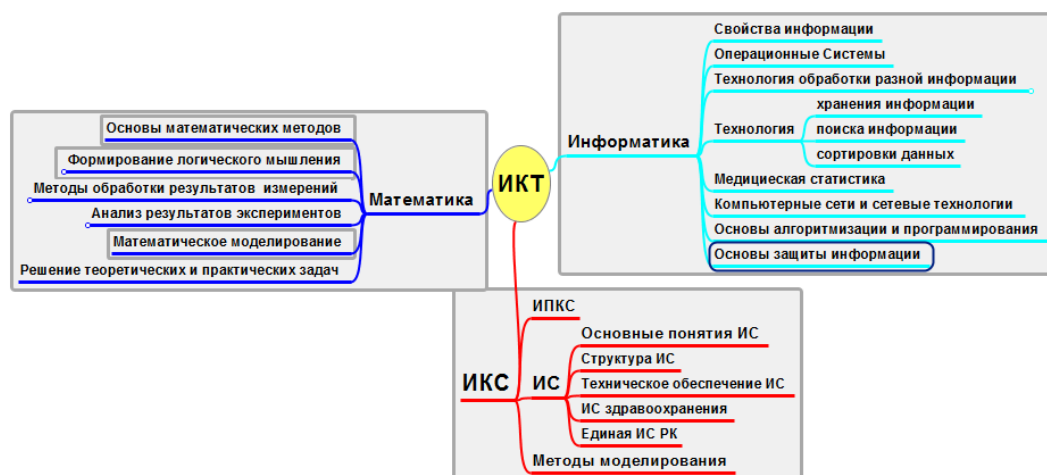 ИКТ
Математика
Основы математических методов
Формирование логического мышления
Методы обработки результатов измерений
Анализ результатов экспериментов
Математическое моделирование
Решение теоретических и практических задач
Информатика
Свойства информации
Операционные Системы
Технология обработки разной информации
Технология
хранения информации
поиска информации
сортировки данных
Медициеская статистика
Компьютерные сети и сетевые технологии
Основы алгоритмизации и программирования
Основы защиты информации
ИКС
ИПКС
ИС
Основные понятия ИС
Структура ИС
Техническое обеспечение ИС
ИС здравоохранения
Единая ИС РК
Методы моделирования